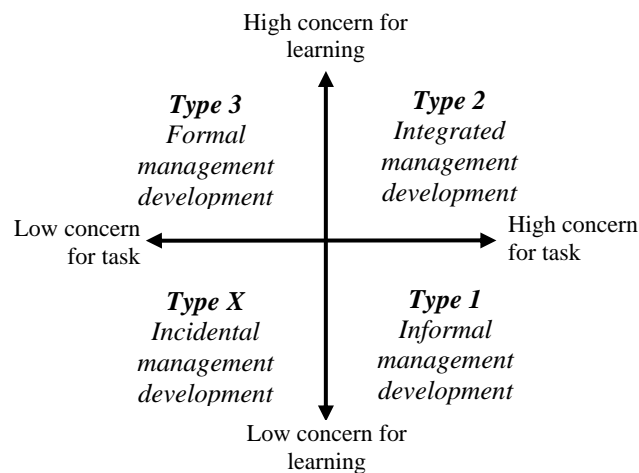 High concern for
learning
Type 3
Formal
management
development
Type 2
Integrated
management
development
Low concern
for task
High concern
for task
Type X
Incidental
management
development
Type 1
Informal
management
development
Low concern for
learning